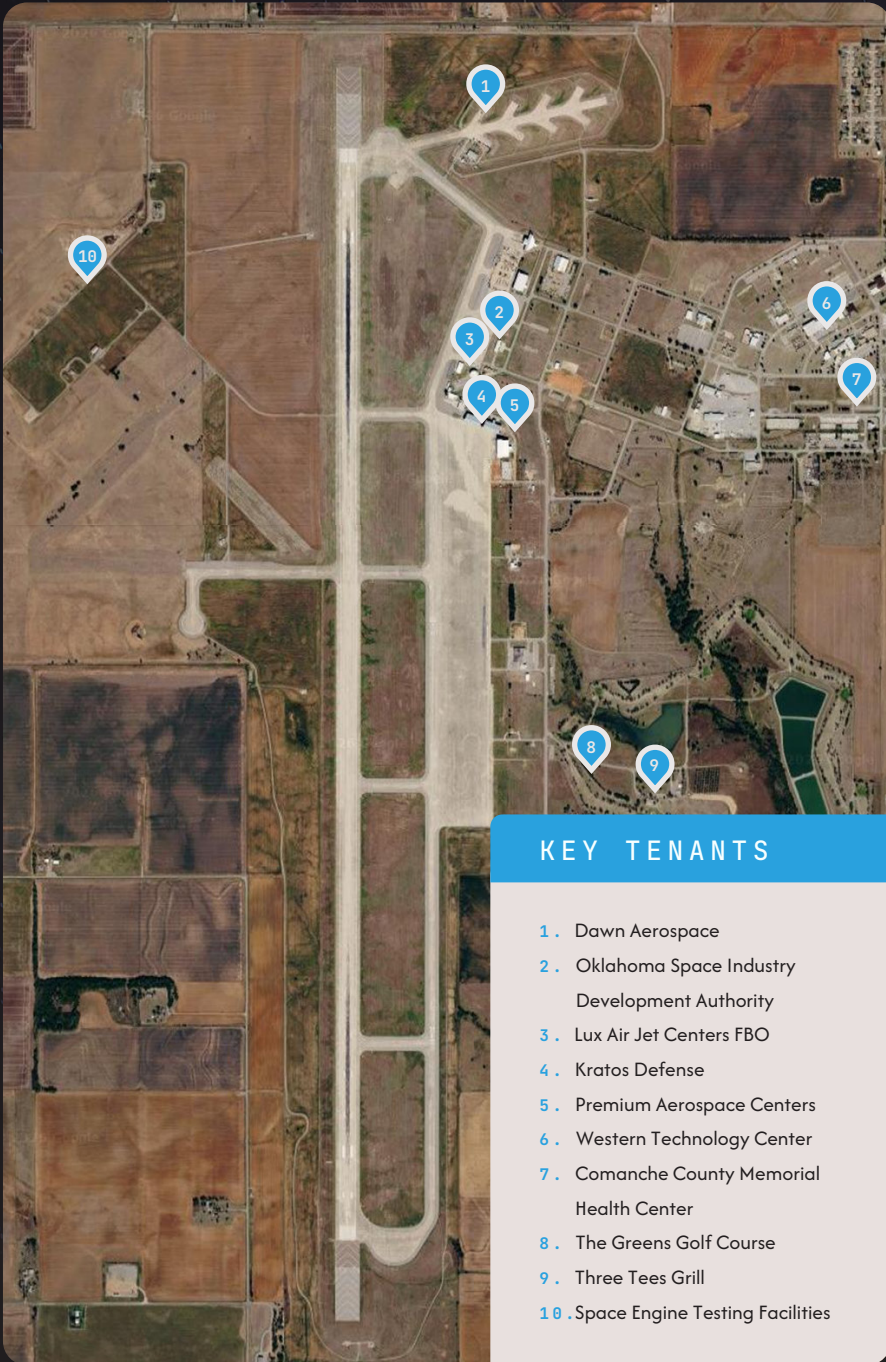 1
10
6
2
3
7
4
5
8
9
KEY TENANTS
1. Dawn Aerospace
2. Oklahoma Space Industry
Development Authority
3. Lux Air Jet Centers FBO
4. Kratos Defense
5. Premium Aerospace Centers
6. Western Technology Center
7. Comanche County Memorial
Health Center
8. The Greens Golf Course
9. Three Tees Grill
10. Space Engine Testing Facilities